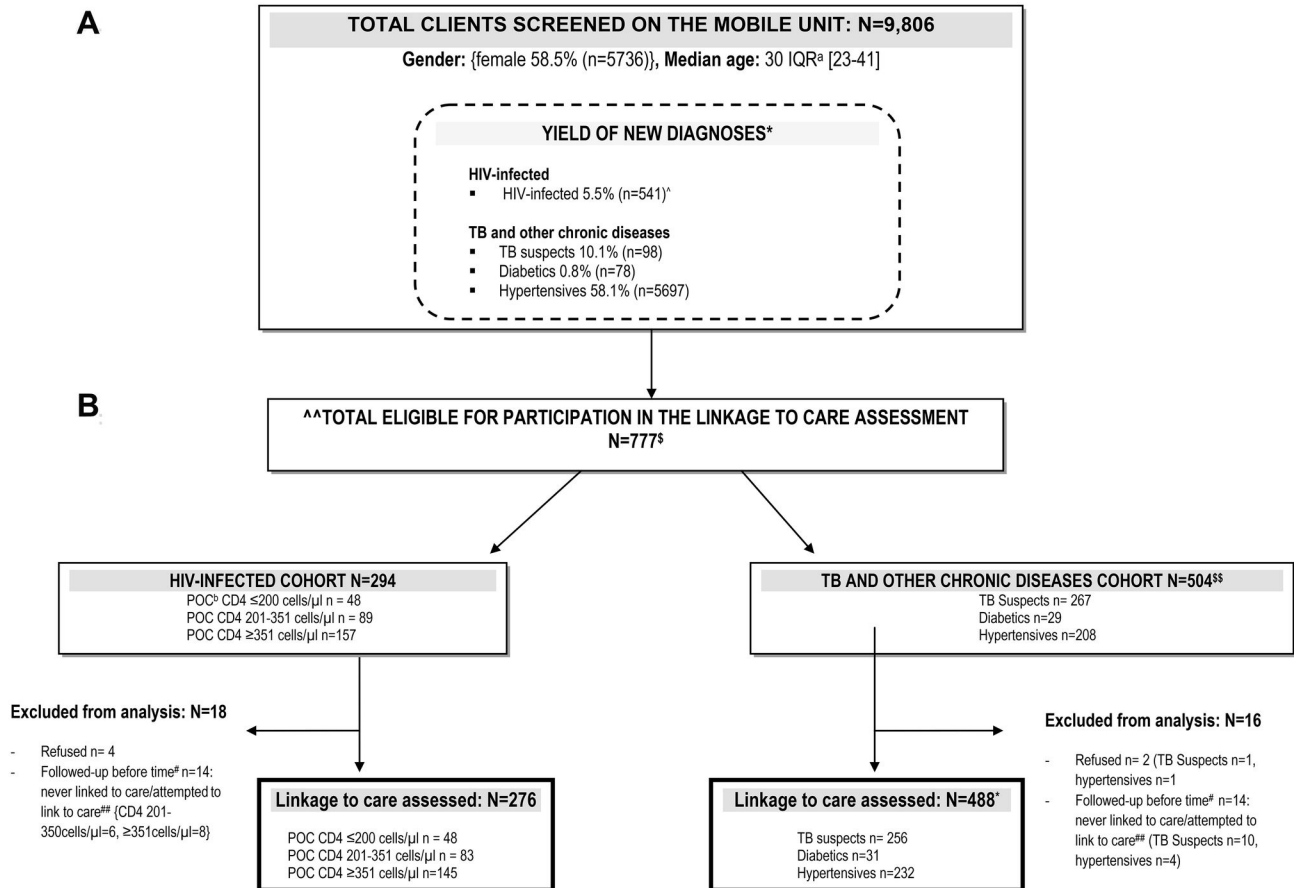 A
TOTAL CLIENTS SCREENED ON THE MOBILE UNIT: N=9,806
Gender: {female 58.5% (n=5736)}, Median age: 30 IQRᵃ [23-41]
YIELD OF NEW DIAGNOSES*
HIV-infected
▪ HIV-infected 5.5% (n=541)^
TB and other chronic diseases
▪ TB suspects 10.1% (n=98)
▪ Diabetics 0.8% (n=78)
▪ Hypertensives 58.1% (n=5697)
B
^^TOTAL ELIGIBLE FOR PARTICIPATION IN THE LINKAGE TO CARE ASSESSMENT
N=777$
HIV-INFECTED COHORT N=294
POCᵇ CD4 ≤200 cells/µl n = 48
POC CD4 201-351 cells/µl n = 89
POC CD4 ≥351 cells/µl n=157
TB AND OTHER CHRONIC DISEASES COHORT N=504$$
TB Suspects n= 267
Diabetics n=29
Hypertensives n=208
Excluded from analysis: N=18
- Refused n= 4
- Followed-up before time# n=14:
never linked to care/attempted to
link to care## {CD4 201-
350cells/µl=6, ≥351cells/µl=8}
Linkage to care assessed: N=276
POC CD4 ≤200 cells/µl n = 48
POC CD4 201-351 cells/µl n = 83
POC CD4 ≥351 cells/µl n=145
Linkage to care assessed: N=488*
TB suspects n= 256
Diabetics n=31
Hypertensives n=232
Excluded from analysis: N=16
- Refused n= 2 (TB Suspects n=1,
hypertensives n=1
- Followed-up before time# n=14:
never linked to care/attempted to
link to care## (TB Suspects n=10,
hypertensives n=4)